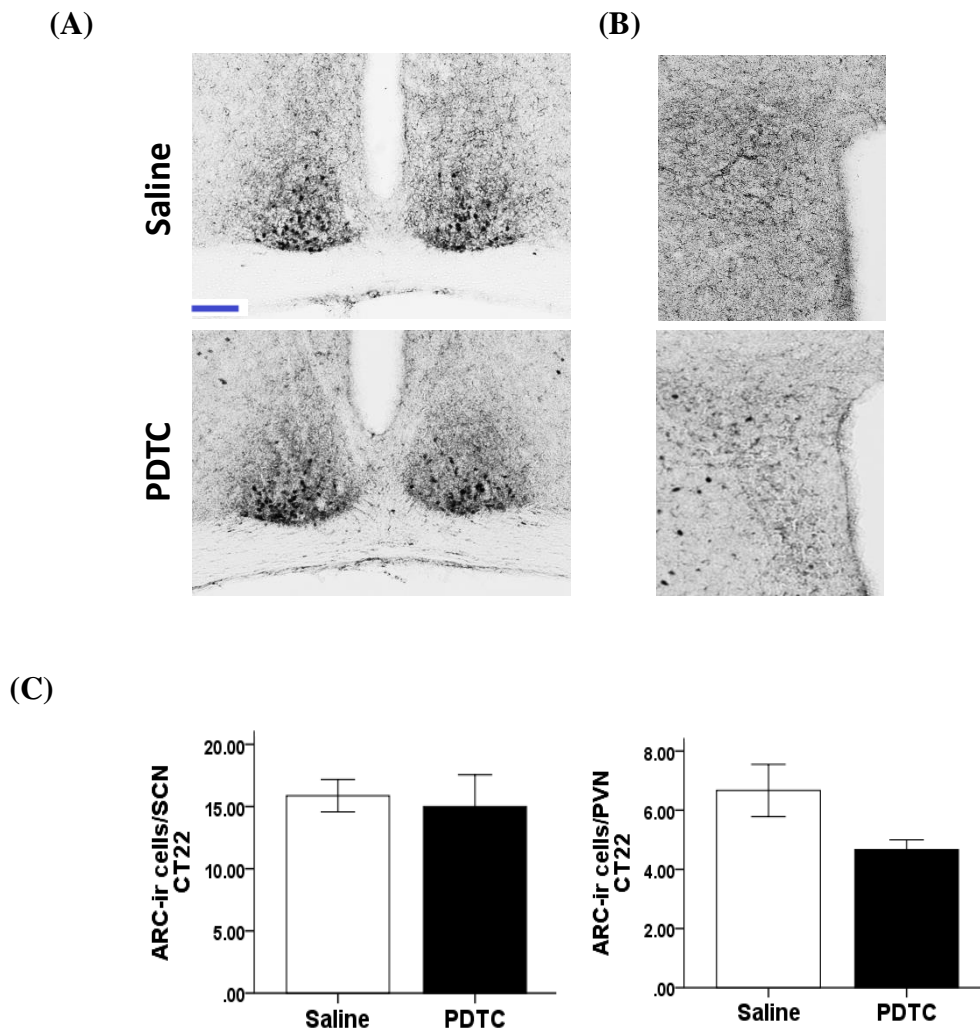 (A)
(B)
Saline
PDTC
(C)
ARC-ir cells/SCN
CT22
20.00
15.00
10.00
5.00
.00
Saline
PDTC
ARC-ir cells/PVN
CT22
8.00
6.00
4.00
2.00
.00
Saline
PDTC